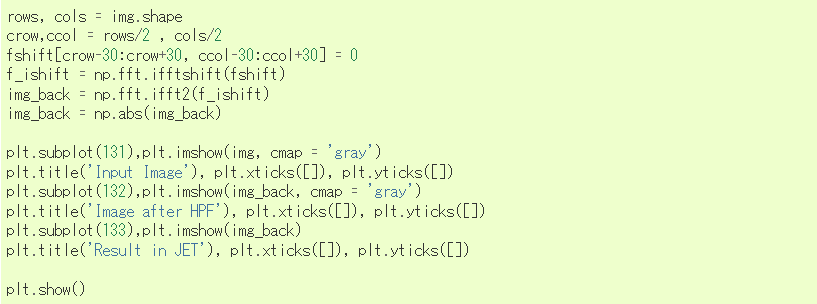 rows, cols = img.shape
crow,ccol = rows/2 , cols/2
fshift[crow-30:crow+30, ccol-30:ccol+30] = 0
f_ishift = np.fft.ifftshift(fshift)
img_back = np.fft.ifft2(f_ishift)
img_back = np.abs(img_back)

plt.subplot(131),plt.imshow(img, cmap = 'gray')
plt.title('Input Image'), plt.xticks([]), plt.yticks([])
plt.subplot(132),plt.imshow(img_back, cmap = 'gray')
plt.title('Image after HPF'), plt.xticks([]), plt.yticks([])
plt.subplot(133),plt.imshow(img_back)
plt.title('Result in JET'), plt.xticks([]), plt.yticks([])

plt.show()